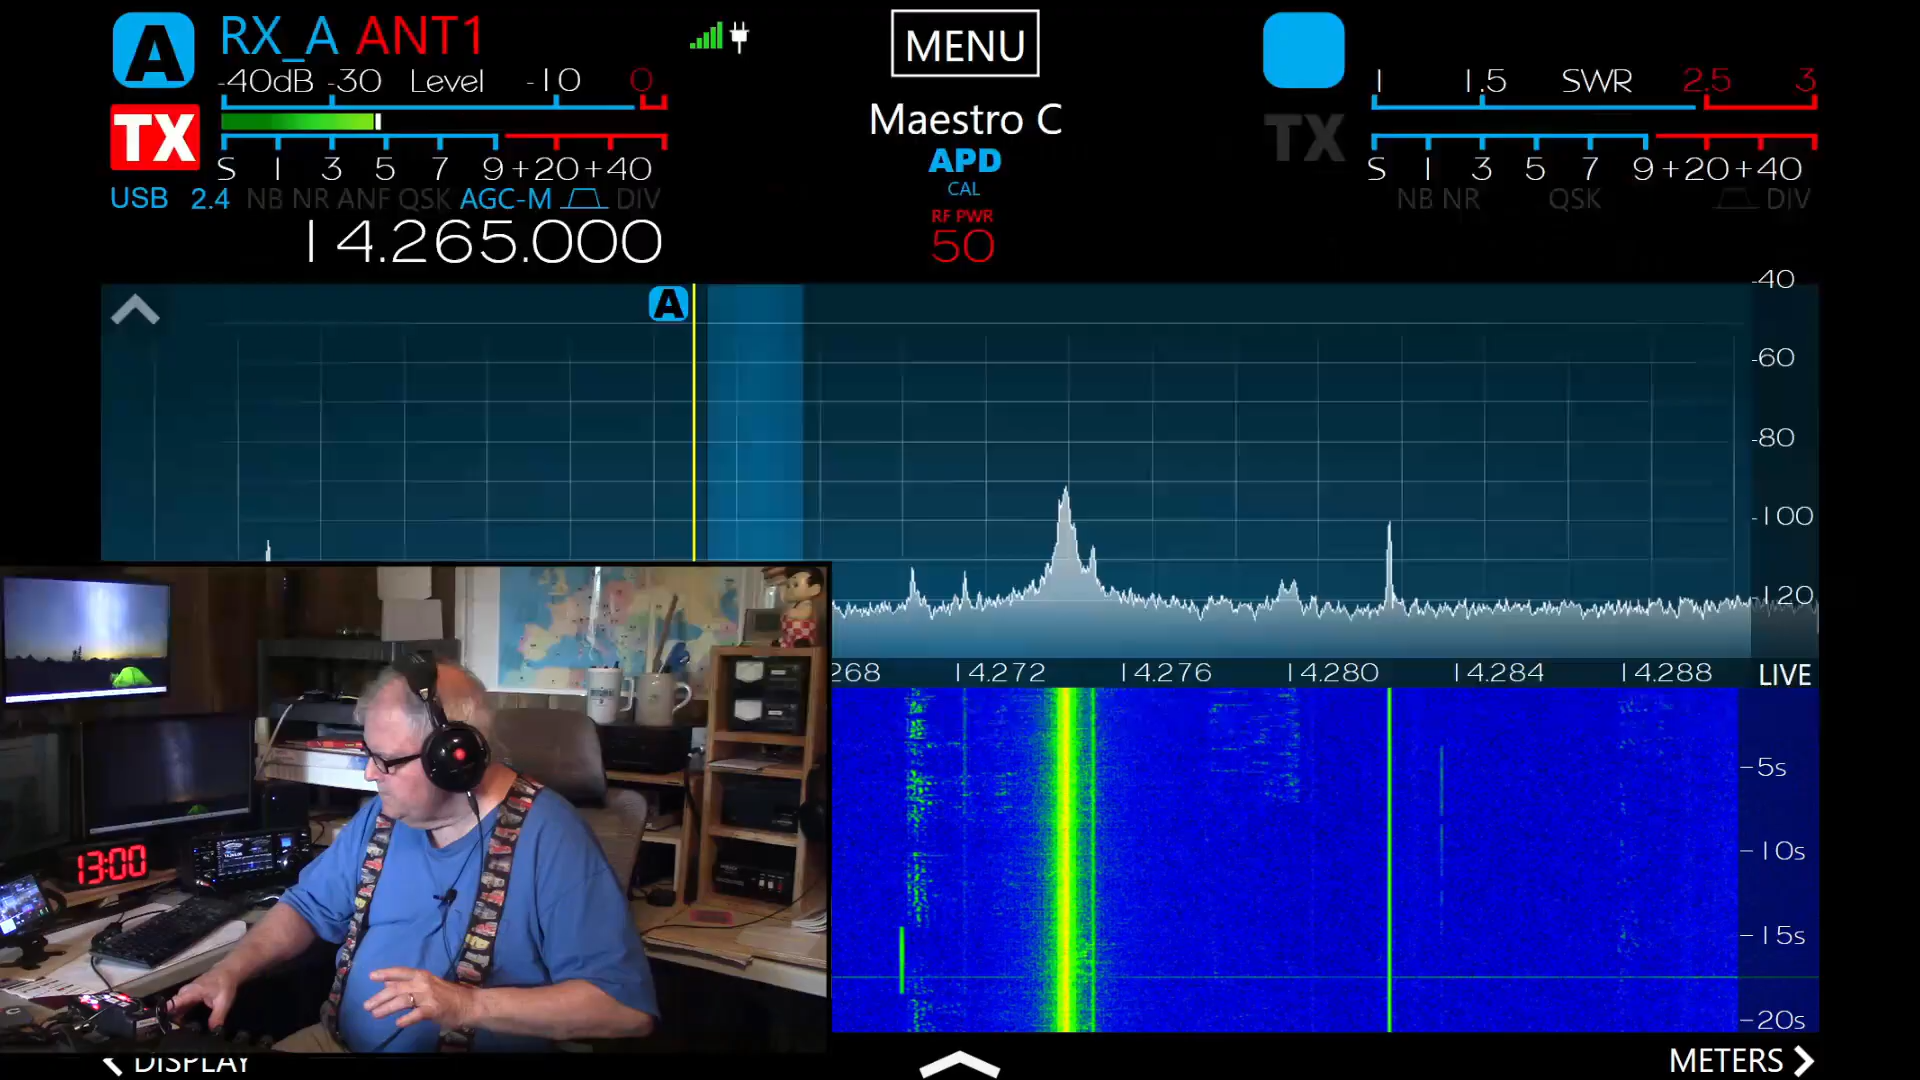 A RX_A ANT1
MENU
-40dB -30 Level -10 0
1 1.5 SWR 2.5 3
TX
Maestro C
TX
S 1 3 5 7 9 +20 +40
APD
S 1 3 5 7 9 +20 +40
USB 2.4 NB NR ANF QSK AGC-M DIV
CAL
NB NR QSK DIV
RF PWR
14.265.000
50
A
-40
-60
-80
-100
-120
268 14.272 14.276 14.280 14.284 14.288 LIVE
-5s
-10s
-15s
-20s
13:00
DISPLAY
METERS